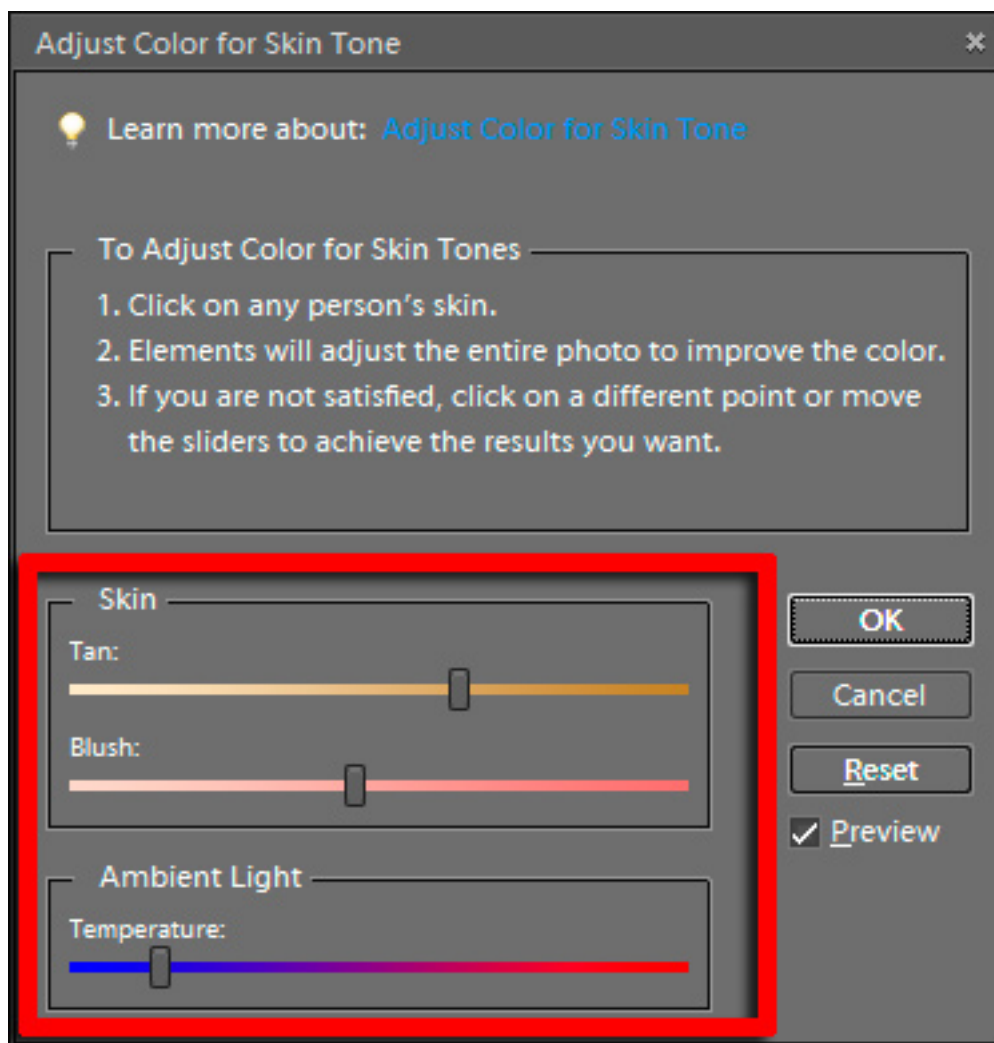 Adjust Color for Skin Tone
Learn more about: Adjust Color for Skin Tone
To Adjust Color for Skin Tones
1. Click on any person's skin.
2. Elements will adjust the entire photo to improve the color.
3. If you are not satisfied, click on a different point or move
the sliders to achieve the results you want.
Skin
Tan:
Blush:
Ambient Light
Temperature:
OK
Cancel
Reset
Preview